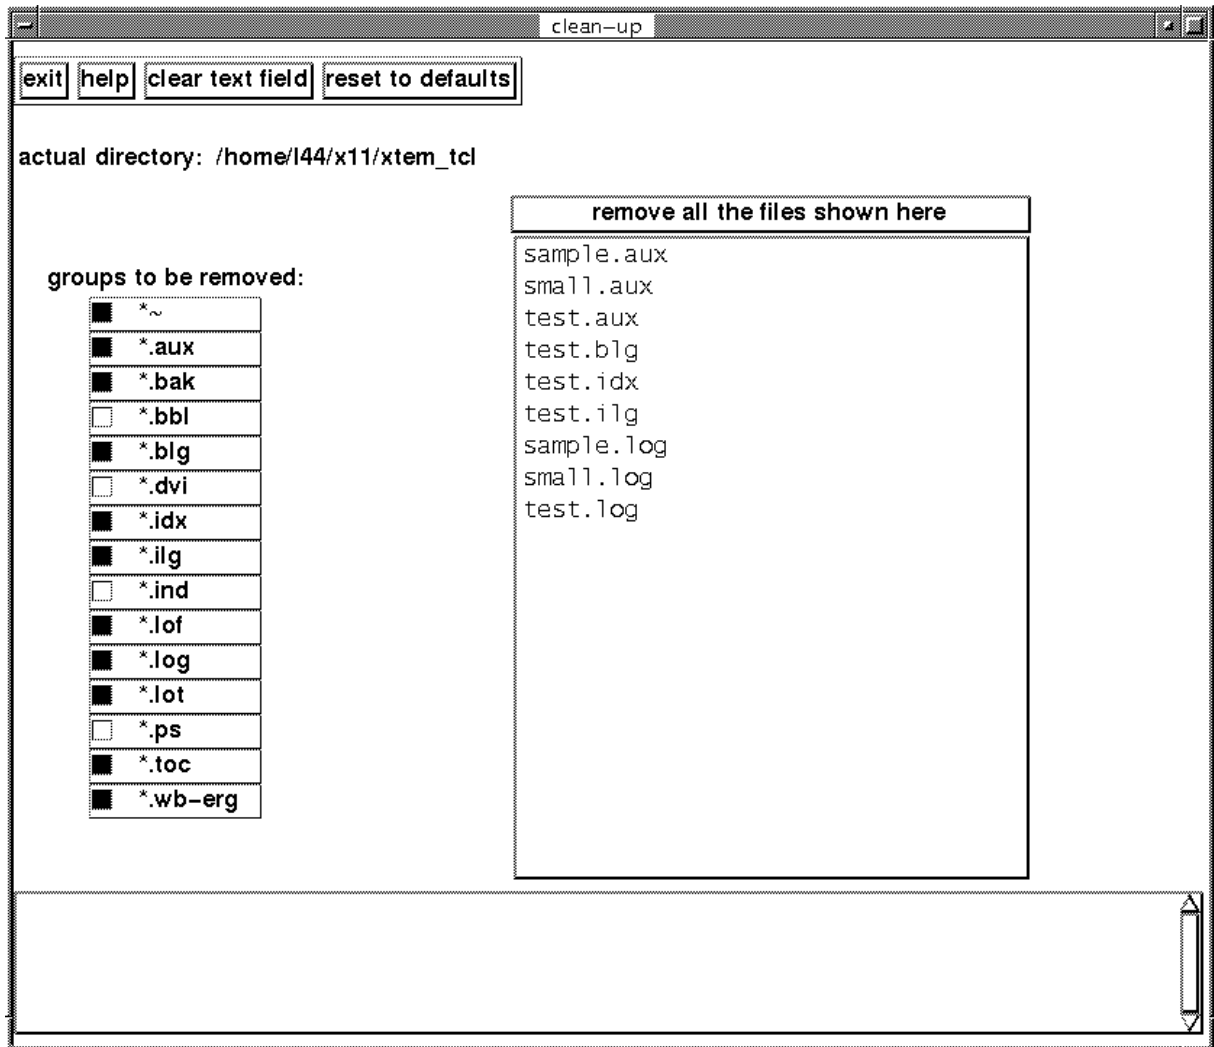 clean-up
exit help clear text field reset to defaults
actual directory: /home/l44/x11/xtem_tcl
remove all the files shown here
sample.aux
small.aux
test.aux
test.blg
test.idx
test.ilg
sample.log
small.log
test.log
groups to be removed:
*~
*.aux
*.bak
*.bbl
*.blg
*.dvi
*.idx
*.ilg
*.ind
*.lof
*.log
*.lot
*.ps
*.toc
*.wb-erg